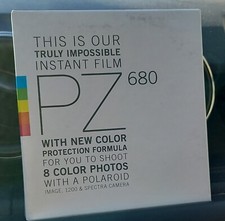 THIS IS OUR
TRULY IMPOSSIBLE
INSTANT FILM
PZ 680
WITH NEW COLOR
PROTECTION FORMULA
FOR YOU TO SHOOT
8 COLOR PHOTOS
WITH A POLAROID
IMAGE, 1200 & SPECTRA CAMERA